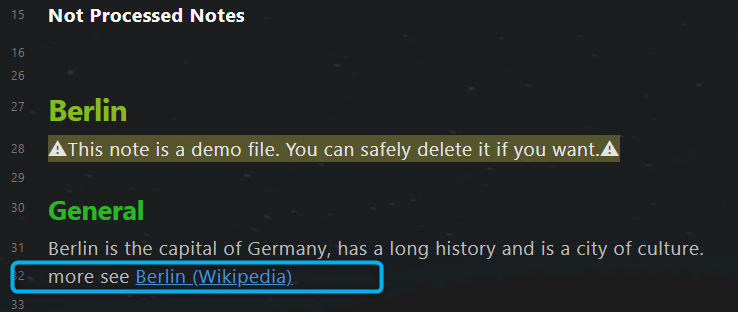 15 Not Processed Notes
16
26
27 Berlin
28 ⚠This note is a demo file. You can safely delete it if you want.⚠
29
30 General
31 Berlin is the capital of Germany, has a long history and is a city of culture.
32 more see Berlin (Wikipedia)
33